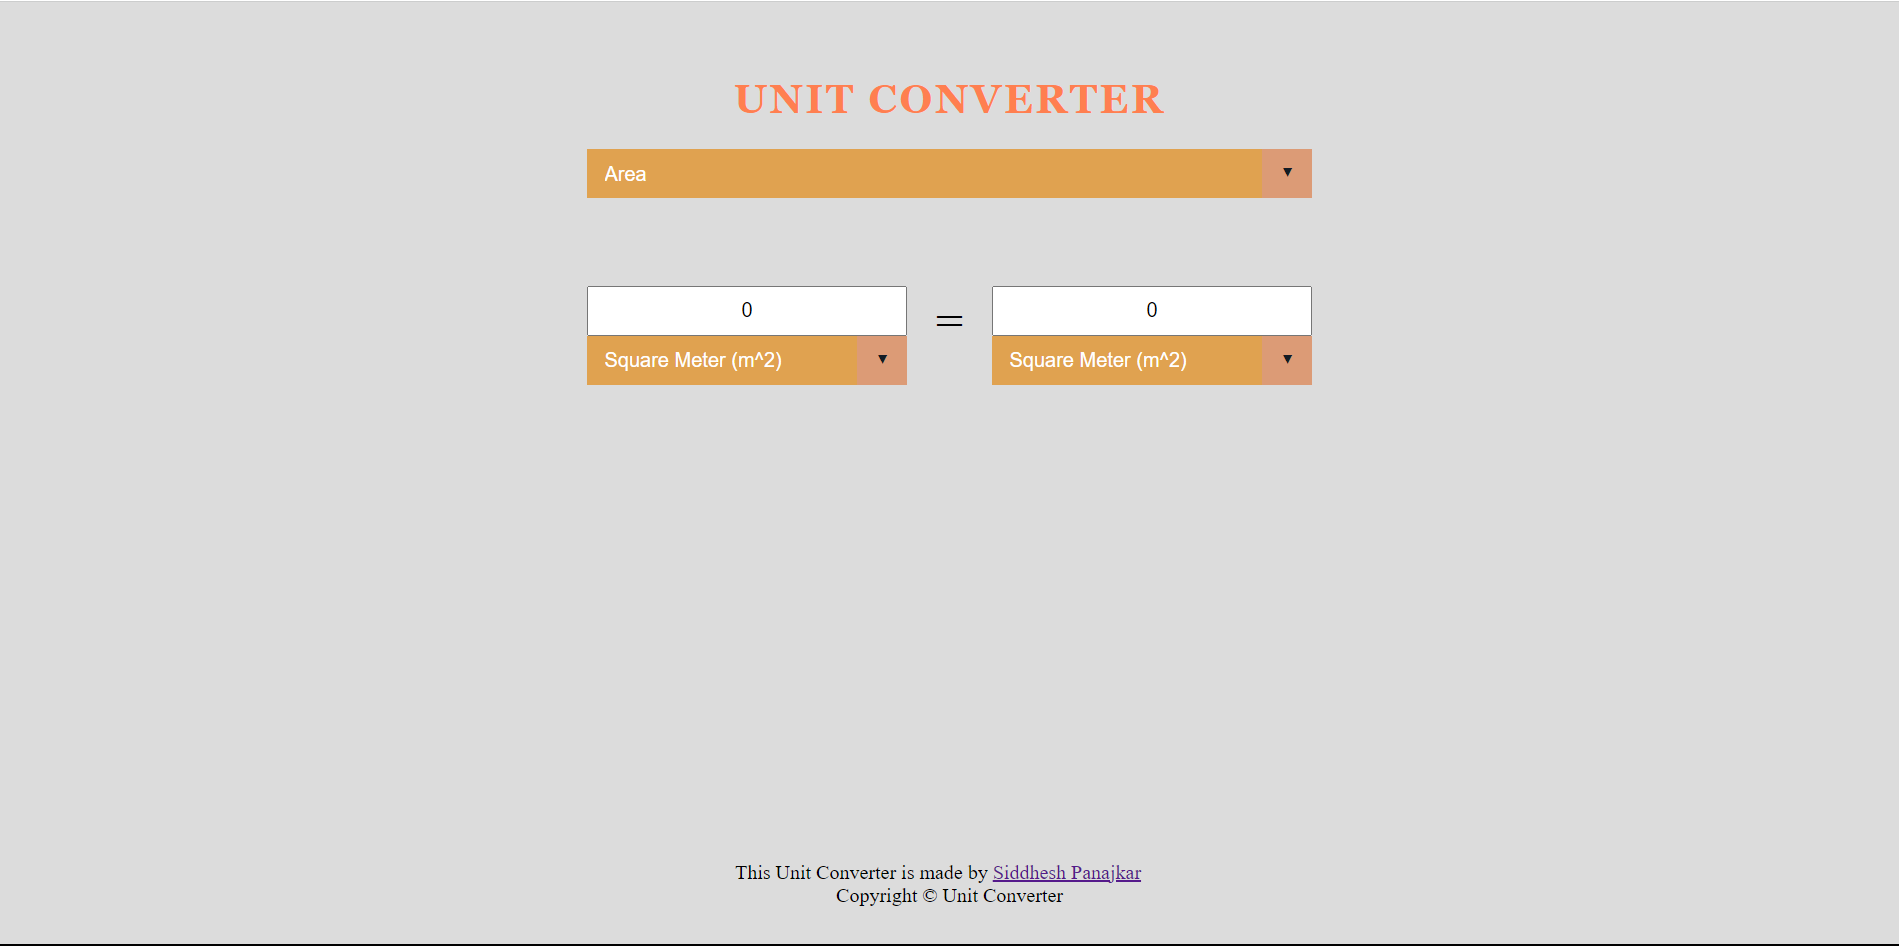 UNIT CONVERTER
Area ▼
0 = 0
Square Meter (m^2) ▼ Square Meter (m^2) ▼
This Unit Converter is made by Siddhesh Panajkar
Copyright © Unit Converter